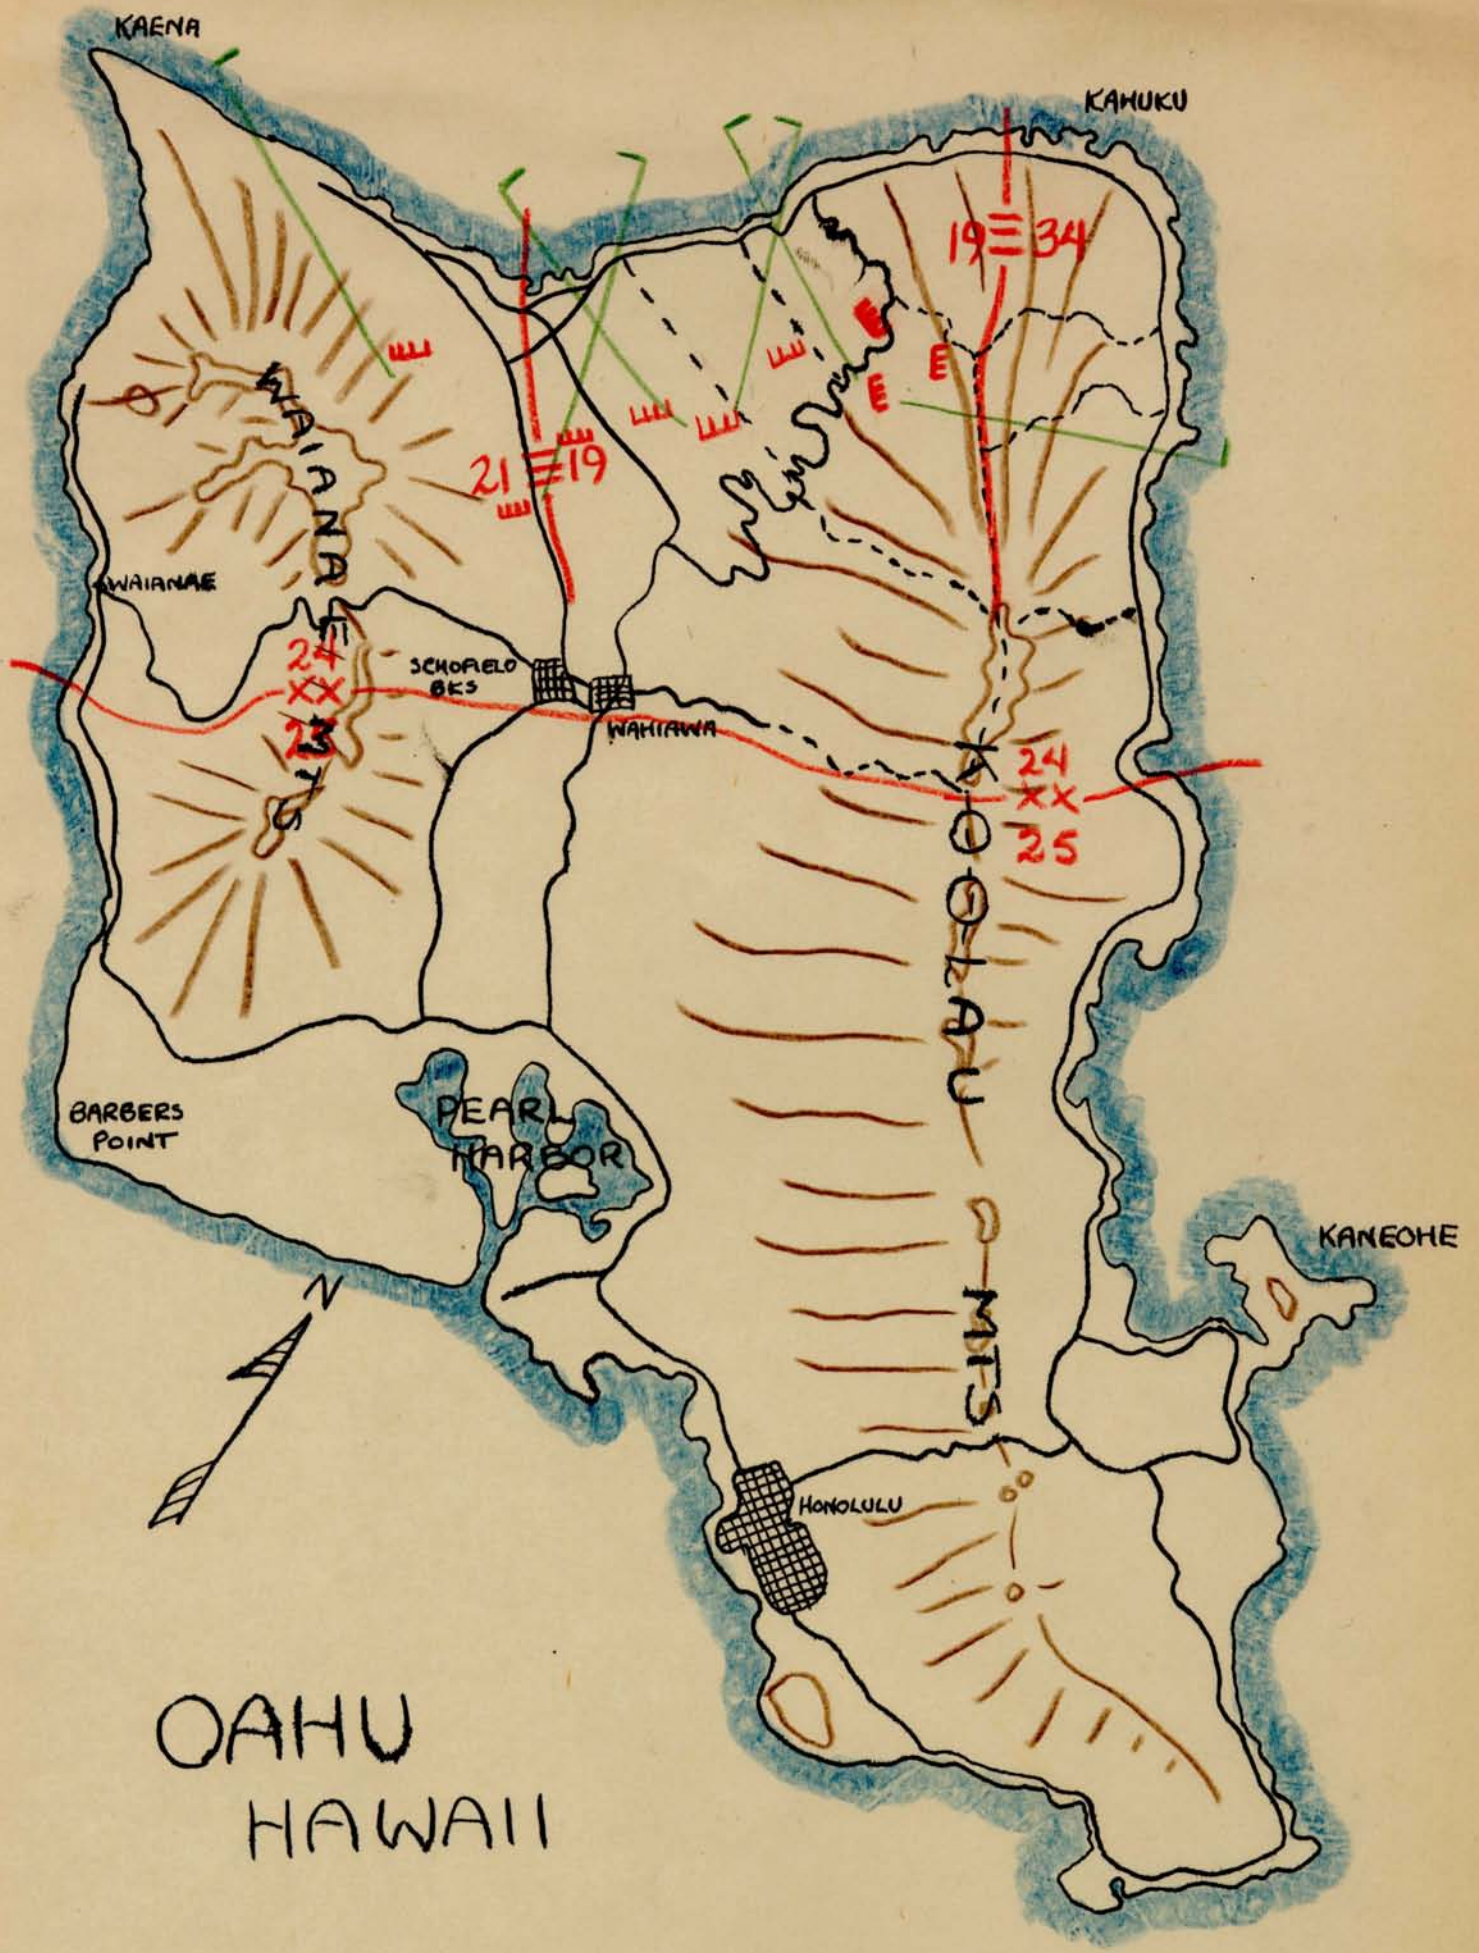 KAENA
KAHUKU
19 34
21 19
WAIANAE MTS
WAIANAE
24
XX
23
SCHOFIELD
BKS
WAHIAWA
24
XX
25
KOOLAU MTS
BARBERS
POINT
PEARL
HARBOR
KANEOHE
N
HONOLULU
OAHU
HAWAII